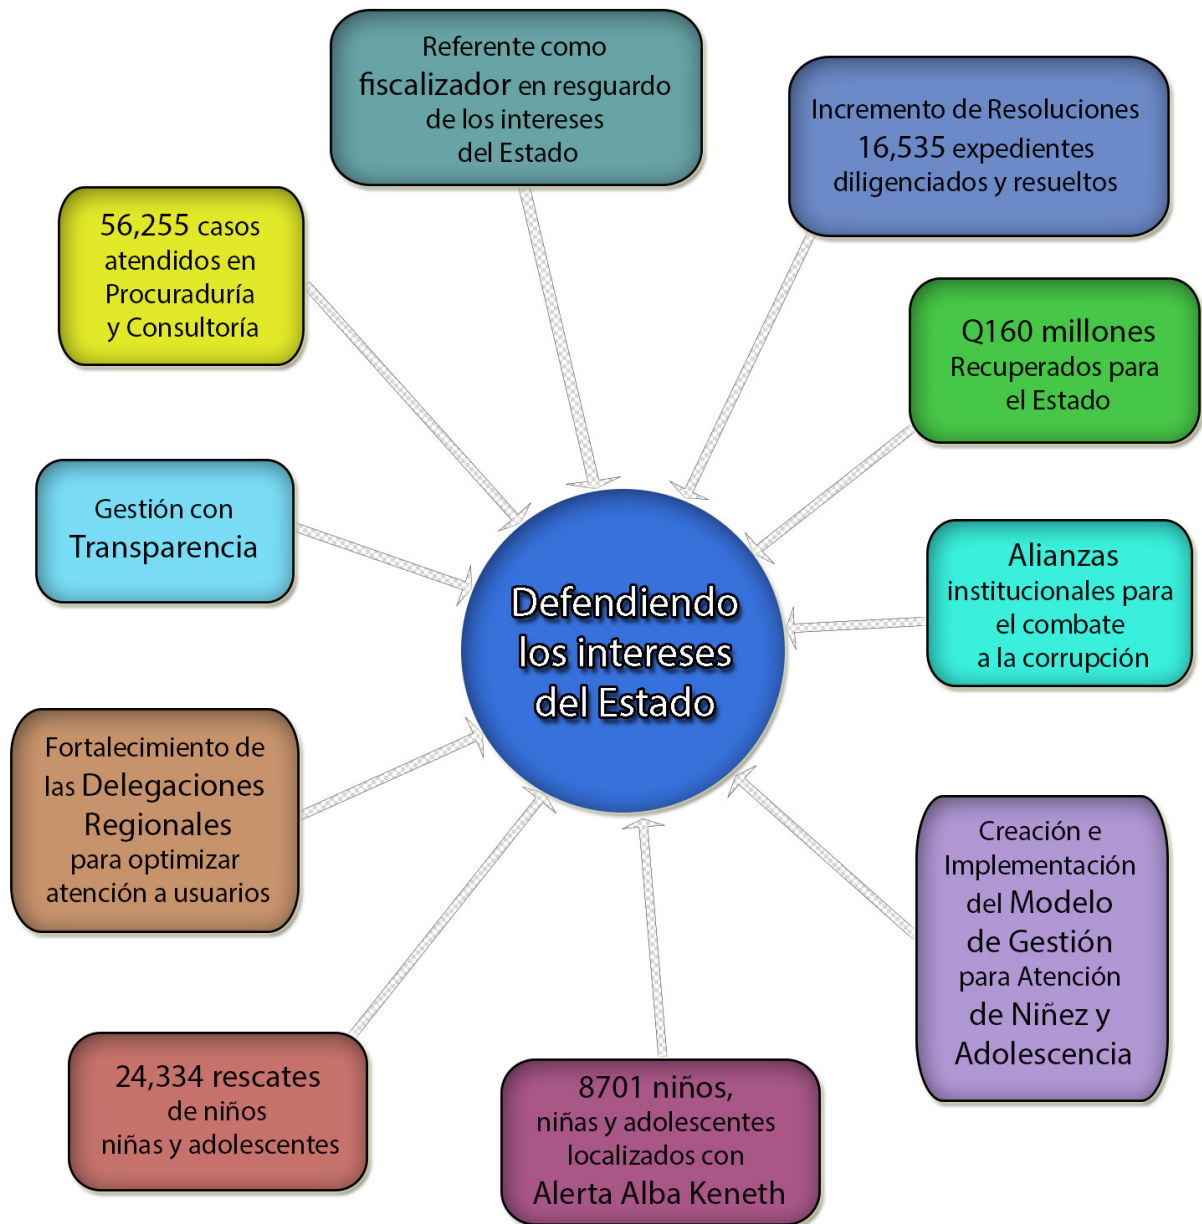 Referente como
fiscalizador en resguardo
de los intereses
del Estado
Incremento de Resoluciones
16,535 expedientes
diligenciados y resueltos
56,255 casos
atendidos en
Procuraduría
y Consultoría
Q160 millones
Recuperados para
el Estado
Gestión con
Transparencia
Alianzas
institucionales para
el combate
a la corrupción
Defendiendo
los intereses
del Estado
Fortalecimiento de
las Delegaciones
Regionales
para optimizar
atención a usuarios
Creación e
Implementación
del Modelo
de Gestión
para Atención
de Niñez y
Adolescencia
24,334 rescates
de niños
niñas y adolescentes
8701 niños,
niñas y adolescentes
localizados con
Alerta Alba Keneth